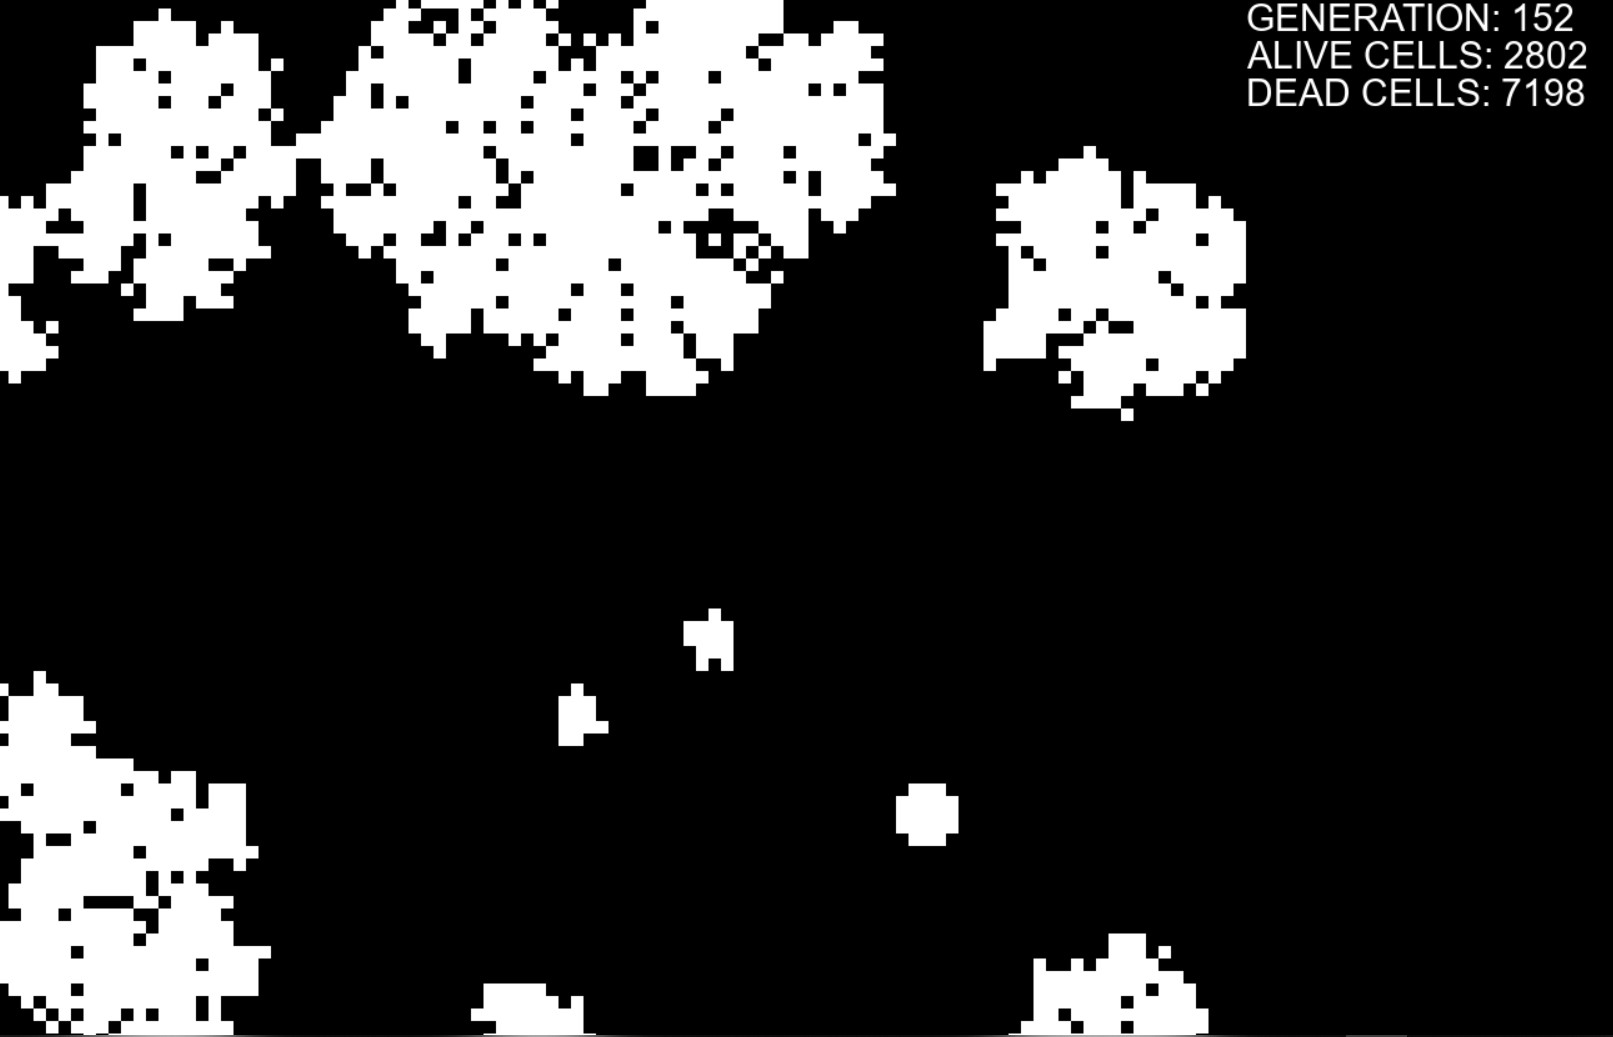 GENERATION: 152
ALIVE CELLS: 2802
DEAD CELLS: 7198